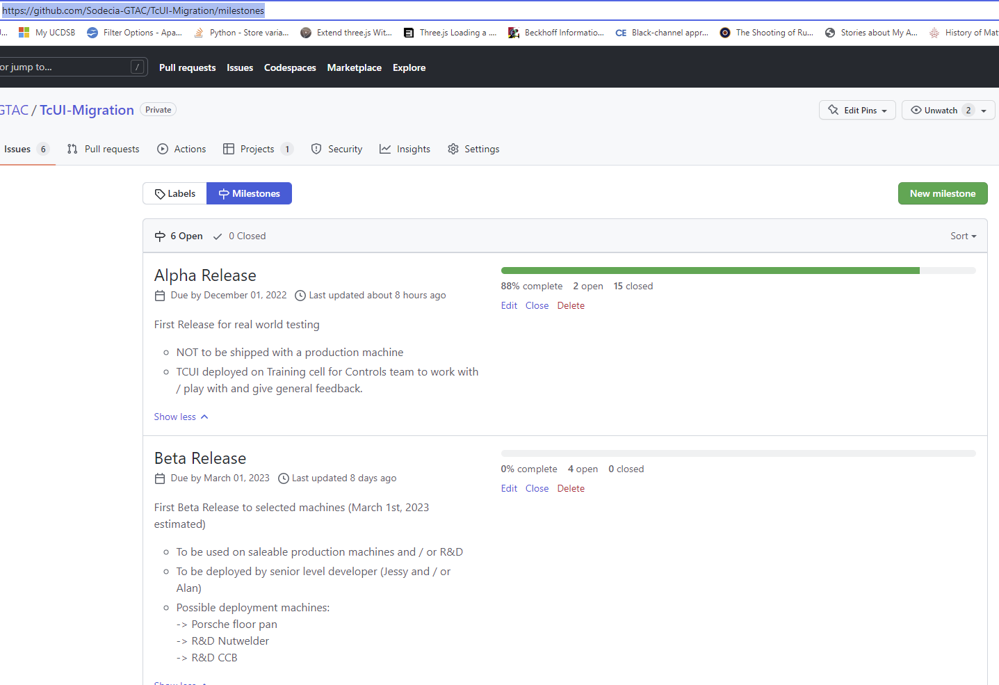 https://github.com/Sodecia-GTAC/TcUI-Migration/milestones
My UCDSB Filter Options - Apa... Python - Store varia... Extend three.js Wit... Three.js Loading a .... Beckhoff Informatio... CE Black-channel appr... The Shooting of Ru... Stories about My A... History of Mat
or jump to... / Pull requests Issues Codespaces Marketplace Explore
GTAC / TcUI-Migration Private Edit Pins Unwatch 2
Issues 6 Pull requests Actions Projects 1 Security Insights Settings
Labels Milestones New milestone
6 Open 0 Closed Sort
Alpha Release
88% complete 2 open 15 closed
Due by December 01, 2022 Last updated about 8 hours ago
Edit Close Delete
First Release for real world testing
NOT to be shipped with a production machine
TCUI deployed on Training cell for Controls team to work with
/ play with and give general feedback.
Show less
Beta Release
0% complete 4 open 0 closed
Due by March 01, 2023 Last updated 8 days ago
Edit Close Delete
First Beta Release to selected machines (March 1st, 2023
estimated)
To be used on saleable production machines and / or R&D
To be deployed by senior level developer (Jessy and / or
Alan)
Possible deployment machines:
-> Porsche floor pan
-> R&D Nutwelder
-> R&D CCB
Show less